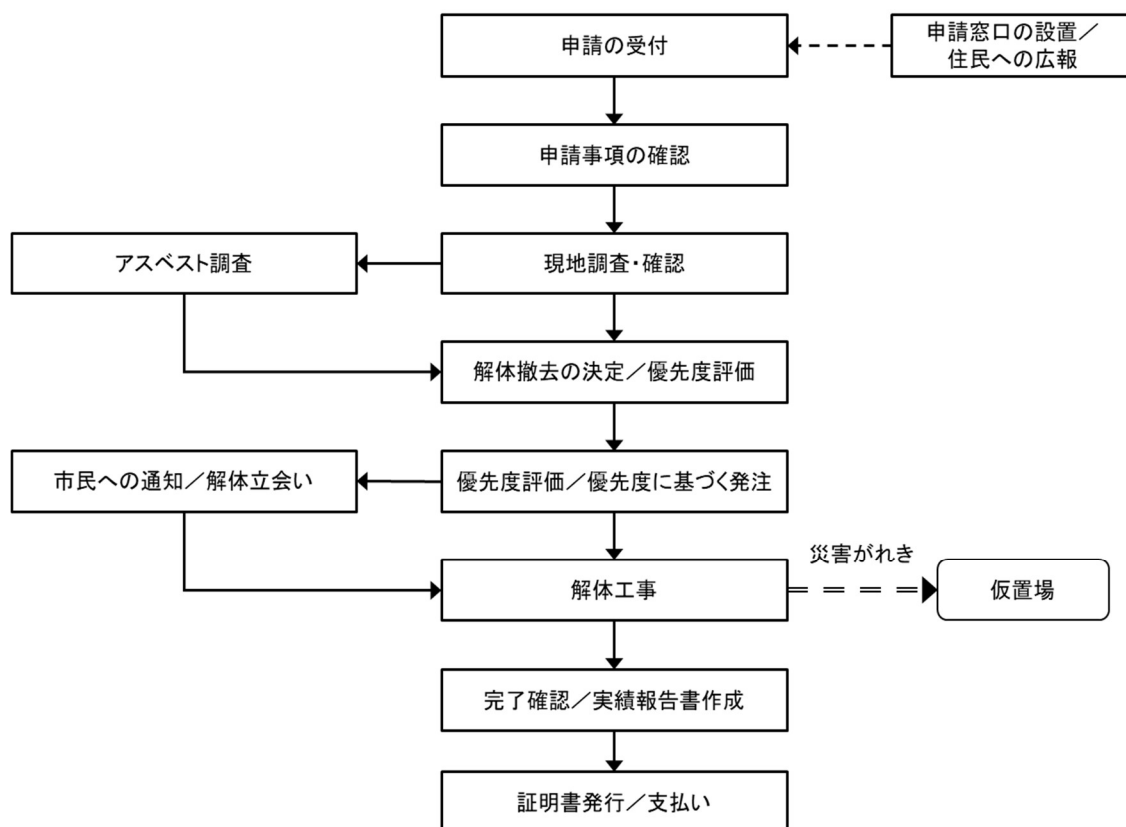 申請の受付
申請窓口の設置／
住民への広報
申請事項の確認
アスベスト調査
現地調査・確認
解体撤去の決定／優先度評価
市民への通知／解体立会い
優先度評価／優先度に基づく発注
災害がれき
解体工事
仮置場
完了確認／実績報告書作成
証明書発行／支払い